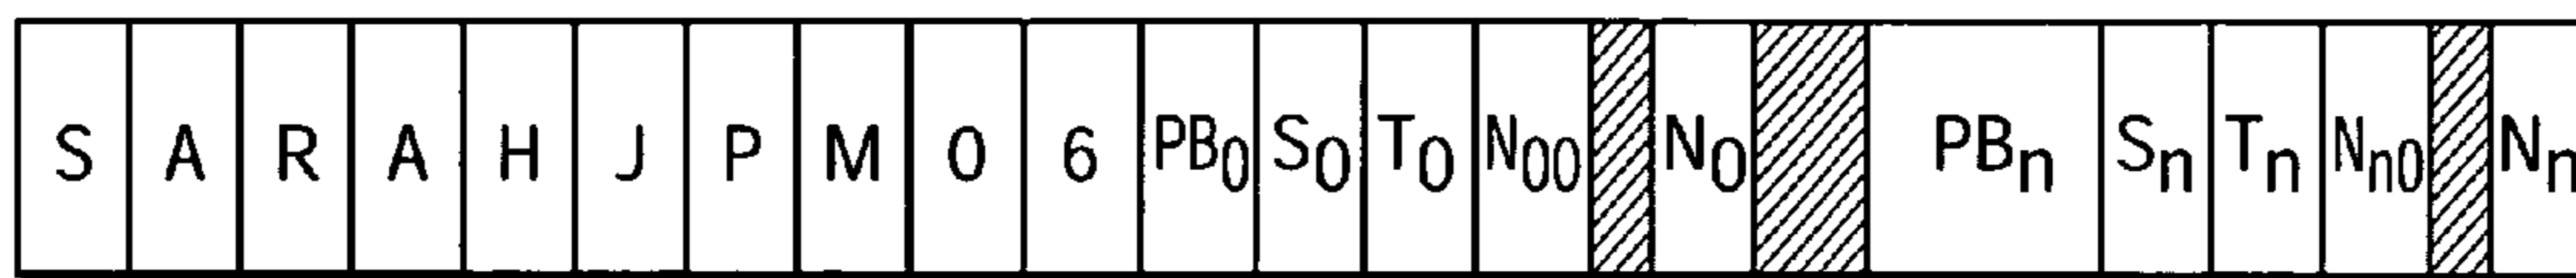 S A R A H J P M 0 6 PB₀ S₀ T₀ N₀₀ N₀ PBₙ Sₙ Tₙ Nₙ₀ Nₙ